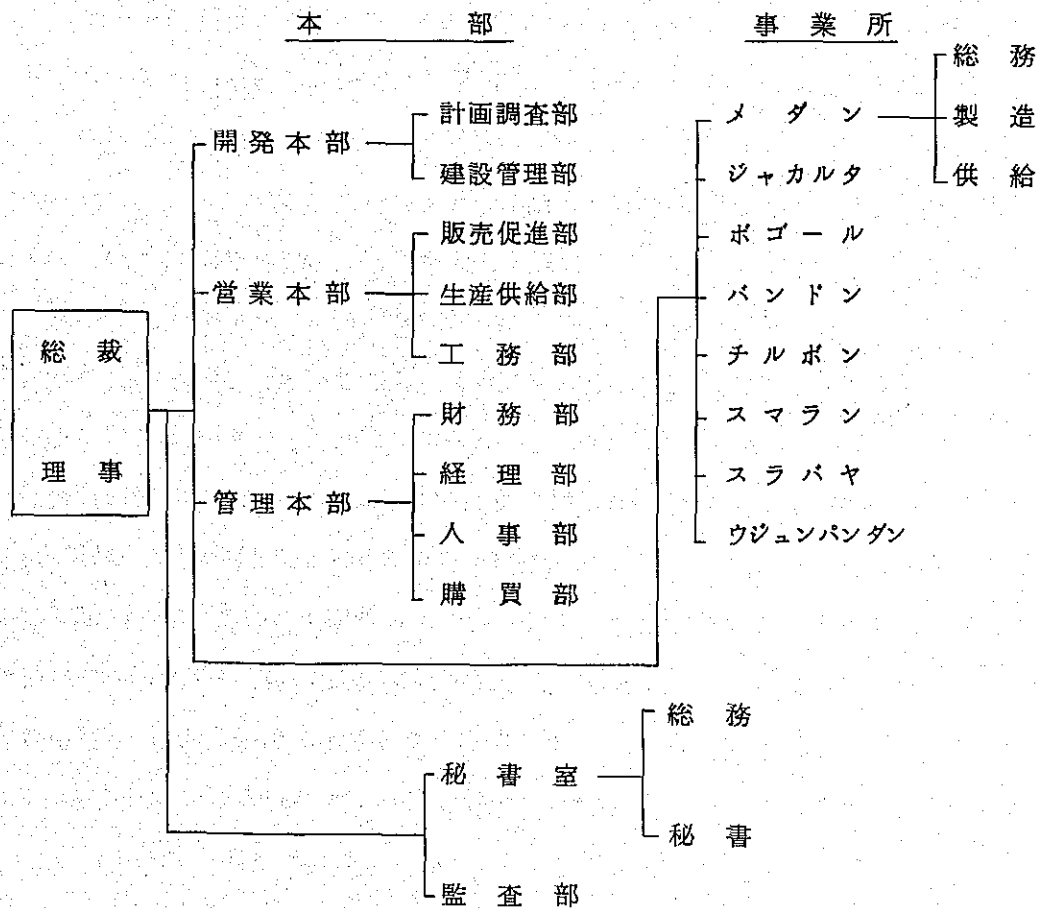 本部
事業所
総務
計画調査部
メダン
製造
開発本部
建設管理部
ジャカルタ
供給
販売促進部
ボゴール
営業本部
生産供給部
バンドン
総裁
工務部
チルボン
財務部
スマラン
理事
経理部
スラバヤ
管理本部
人事部
ウジュンパンダン
購買部
総務
秘書室
秘書
監査部